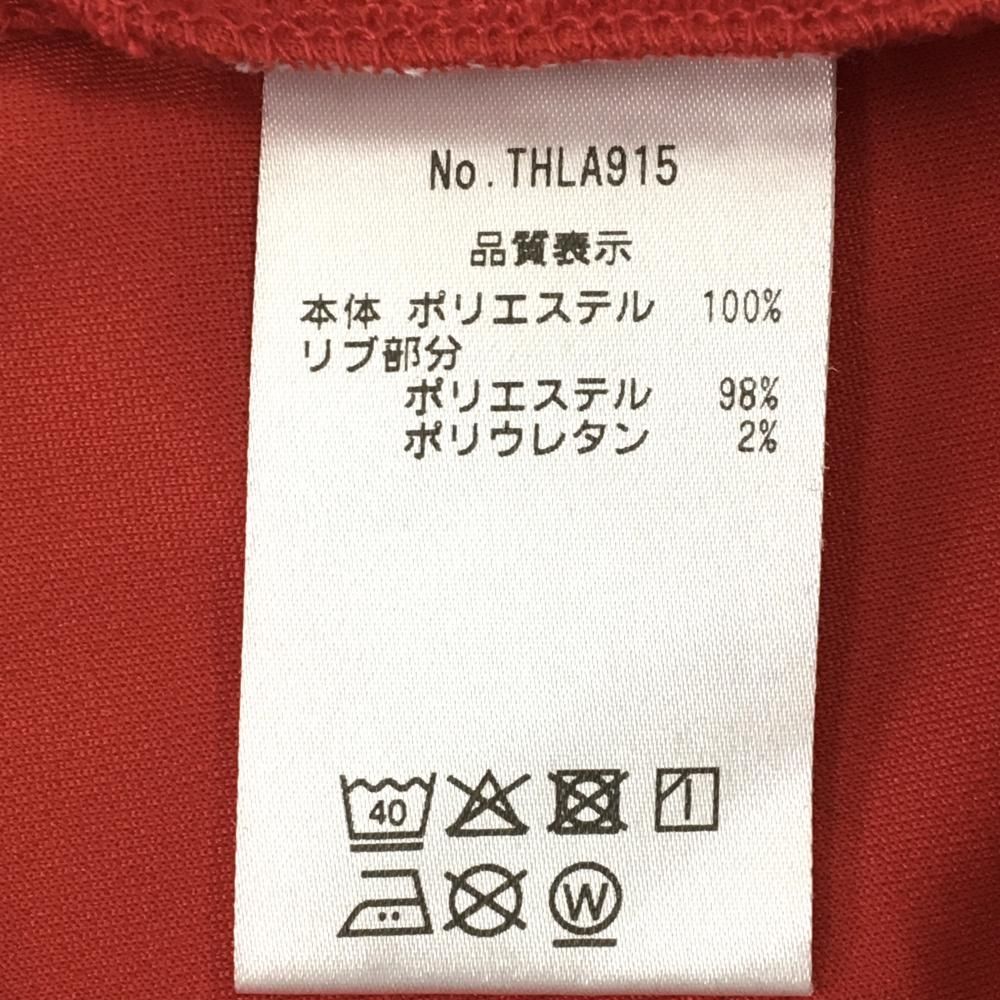 No.THLA915
品質表示
本体 ポリエステル 100%
リブ部分
ポリエステル 98%
ポリウレタン 2%
40
W